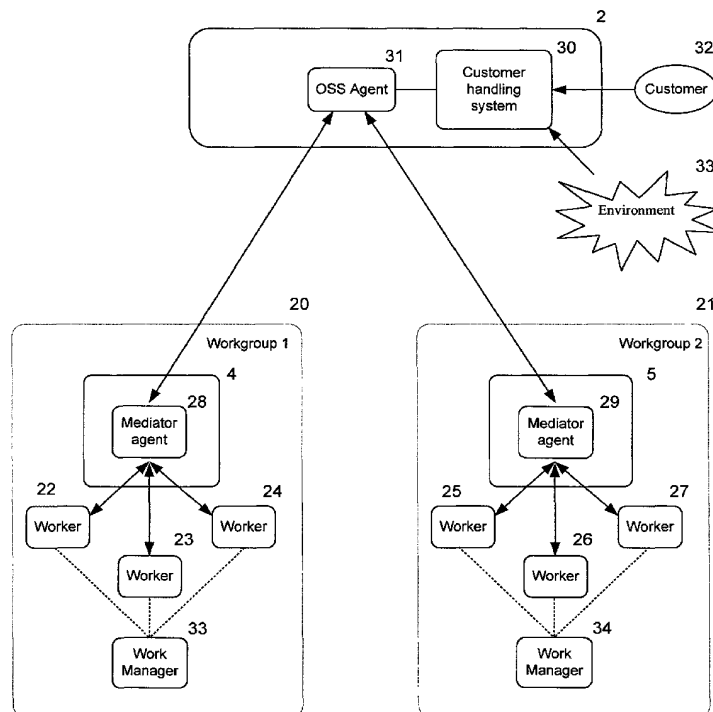 2
31
30
32
OSS Agent
Customer
handling
system
Customer
33
Environment
20
21
Workgroup 1
Workgroup 2
4
5
28
29
Mediator
agent
Mediator
agent
22
24
25
27
Worker
Worker
Worker
Worker
23
26
Worker
Worker
33
34
Work
Manager
Work
Manager